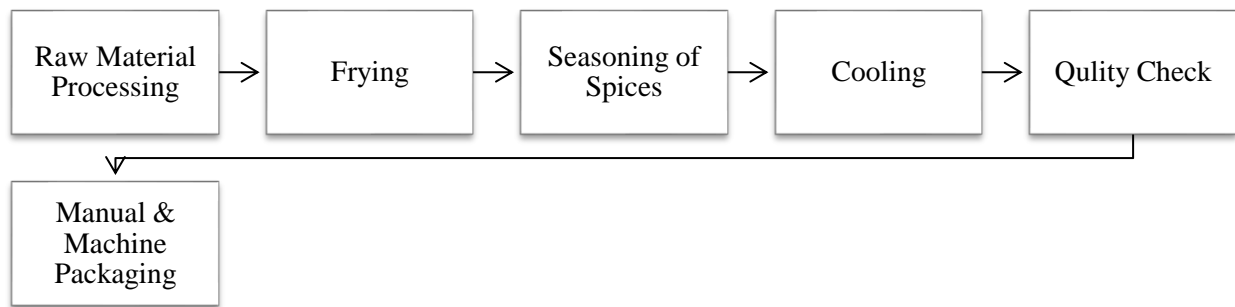 Raw Material
Processing
Frying
Seasoning of
Spices
Cooling
Qulity Check
Manual &
Machine
Packaging